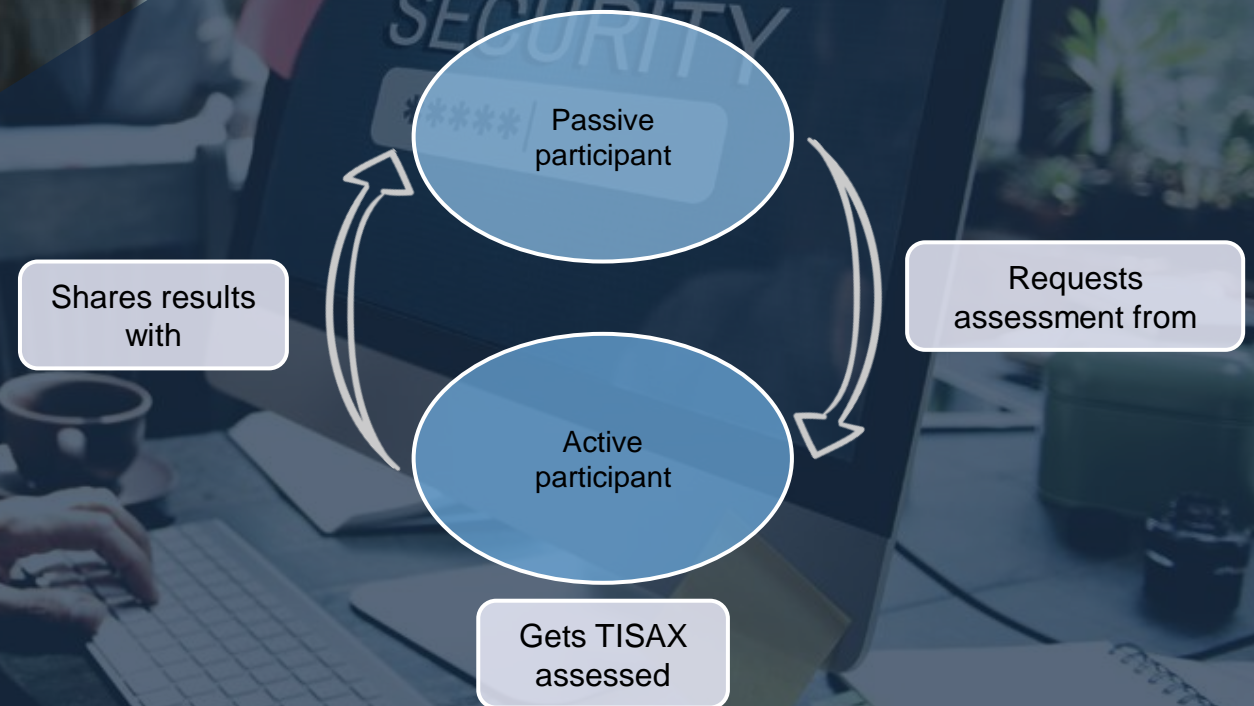 SECURITY
*****|
Passive
participant
Shares results
with
Requests
assessment from
Active
participant
Gets TISAX
assessed